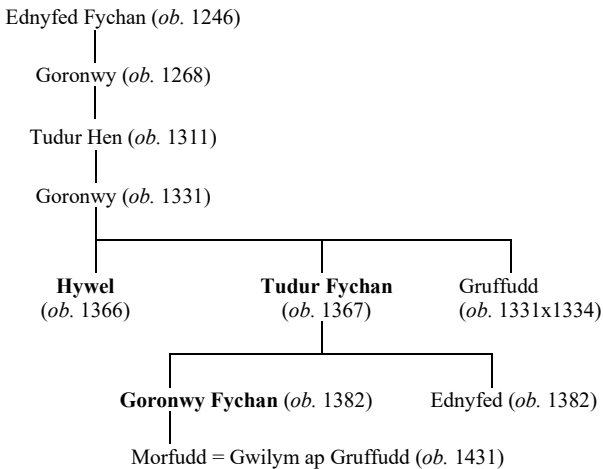 Ednyfed Fychan (ob. 1246)
Goronwy (ob. 1268)
Tudur Hen (ob. 1311)
Goronwy (ob. 1331)
Hywel Tudur Fychan Gruffudd
(ob. 1366) (ob. 1367) (ob. 1331x1334)
Goronwy Fychan (ob. 1382) Ednyfed (ob. 1382)
Morfudd = Gwilym ap Gruffudd (ob. 1431)